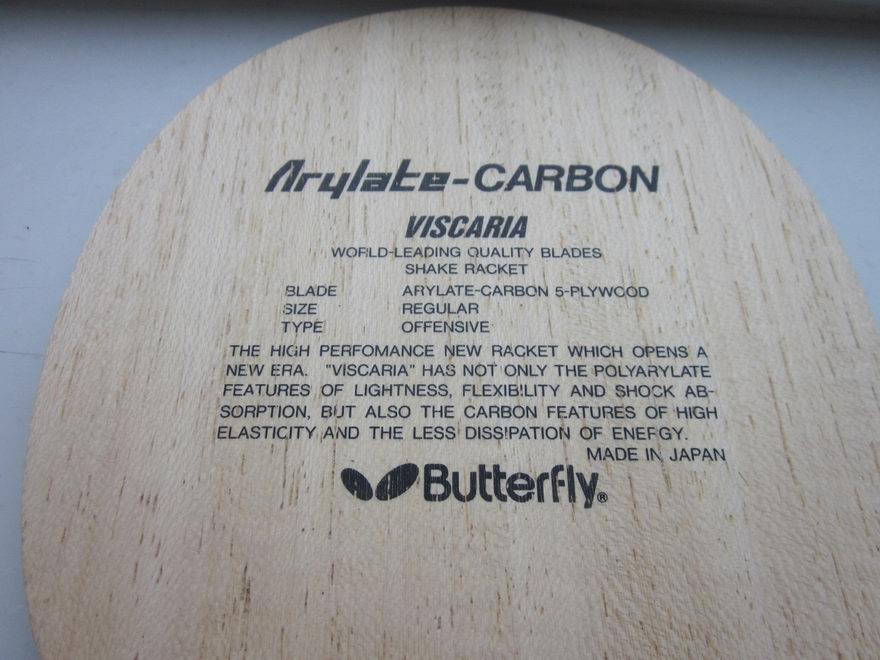 Arylate-CARBON
VISCARIA
WORLD-LEADING QUALITY BLADES
SHAKE RACKET
BLADE ARYLATE-CARBON 5-PLYWOOD
SIZE REGULAR
TYPE OFFENSIVE
THE HIGH PERFOMANCE NEW RACKET WHICH OPENS A
NEW ERA. "VISCARIA" HAS NOT ONLY THE POLYARYLATE
FEATURES OF LIGHTNESS, FLEXIBILITY AND SHOCK AB-
SORPTION, BUT ALSO THE CARBON FEATURES OF HIGH
ELASTICITY AND THE LESS DISSIPATION OF ENERGY.
MADE IN JAPAN
Butterfly®